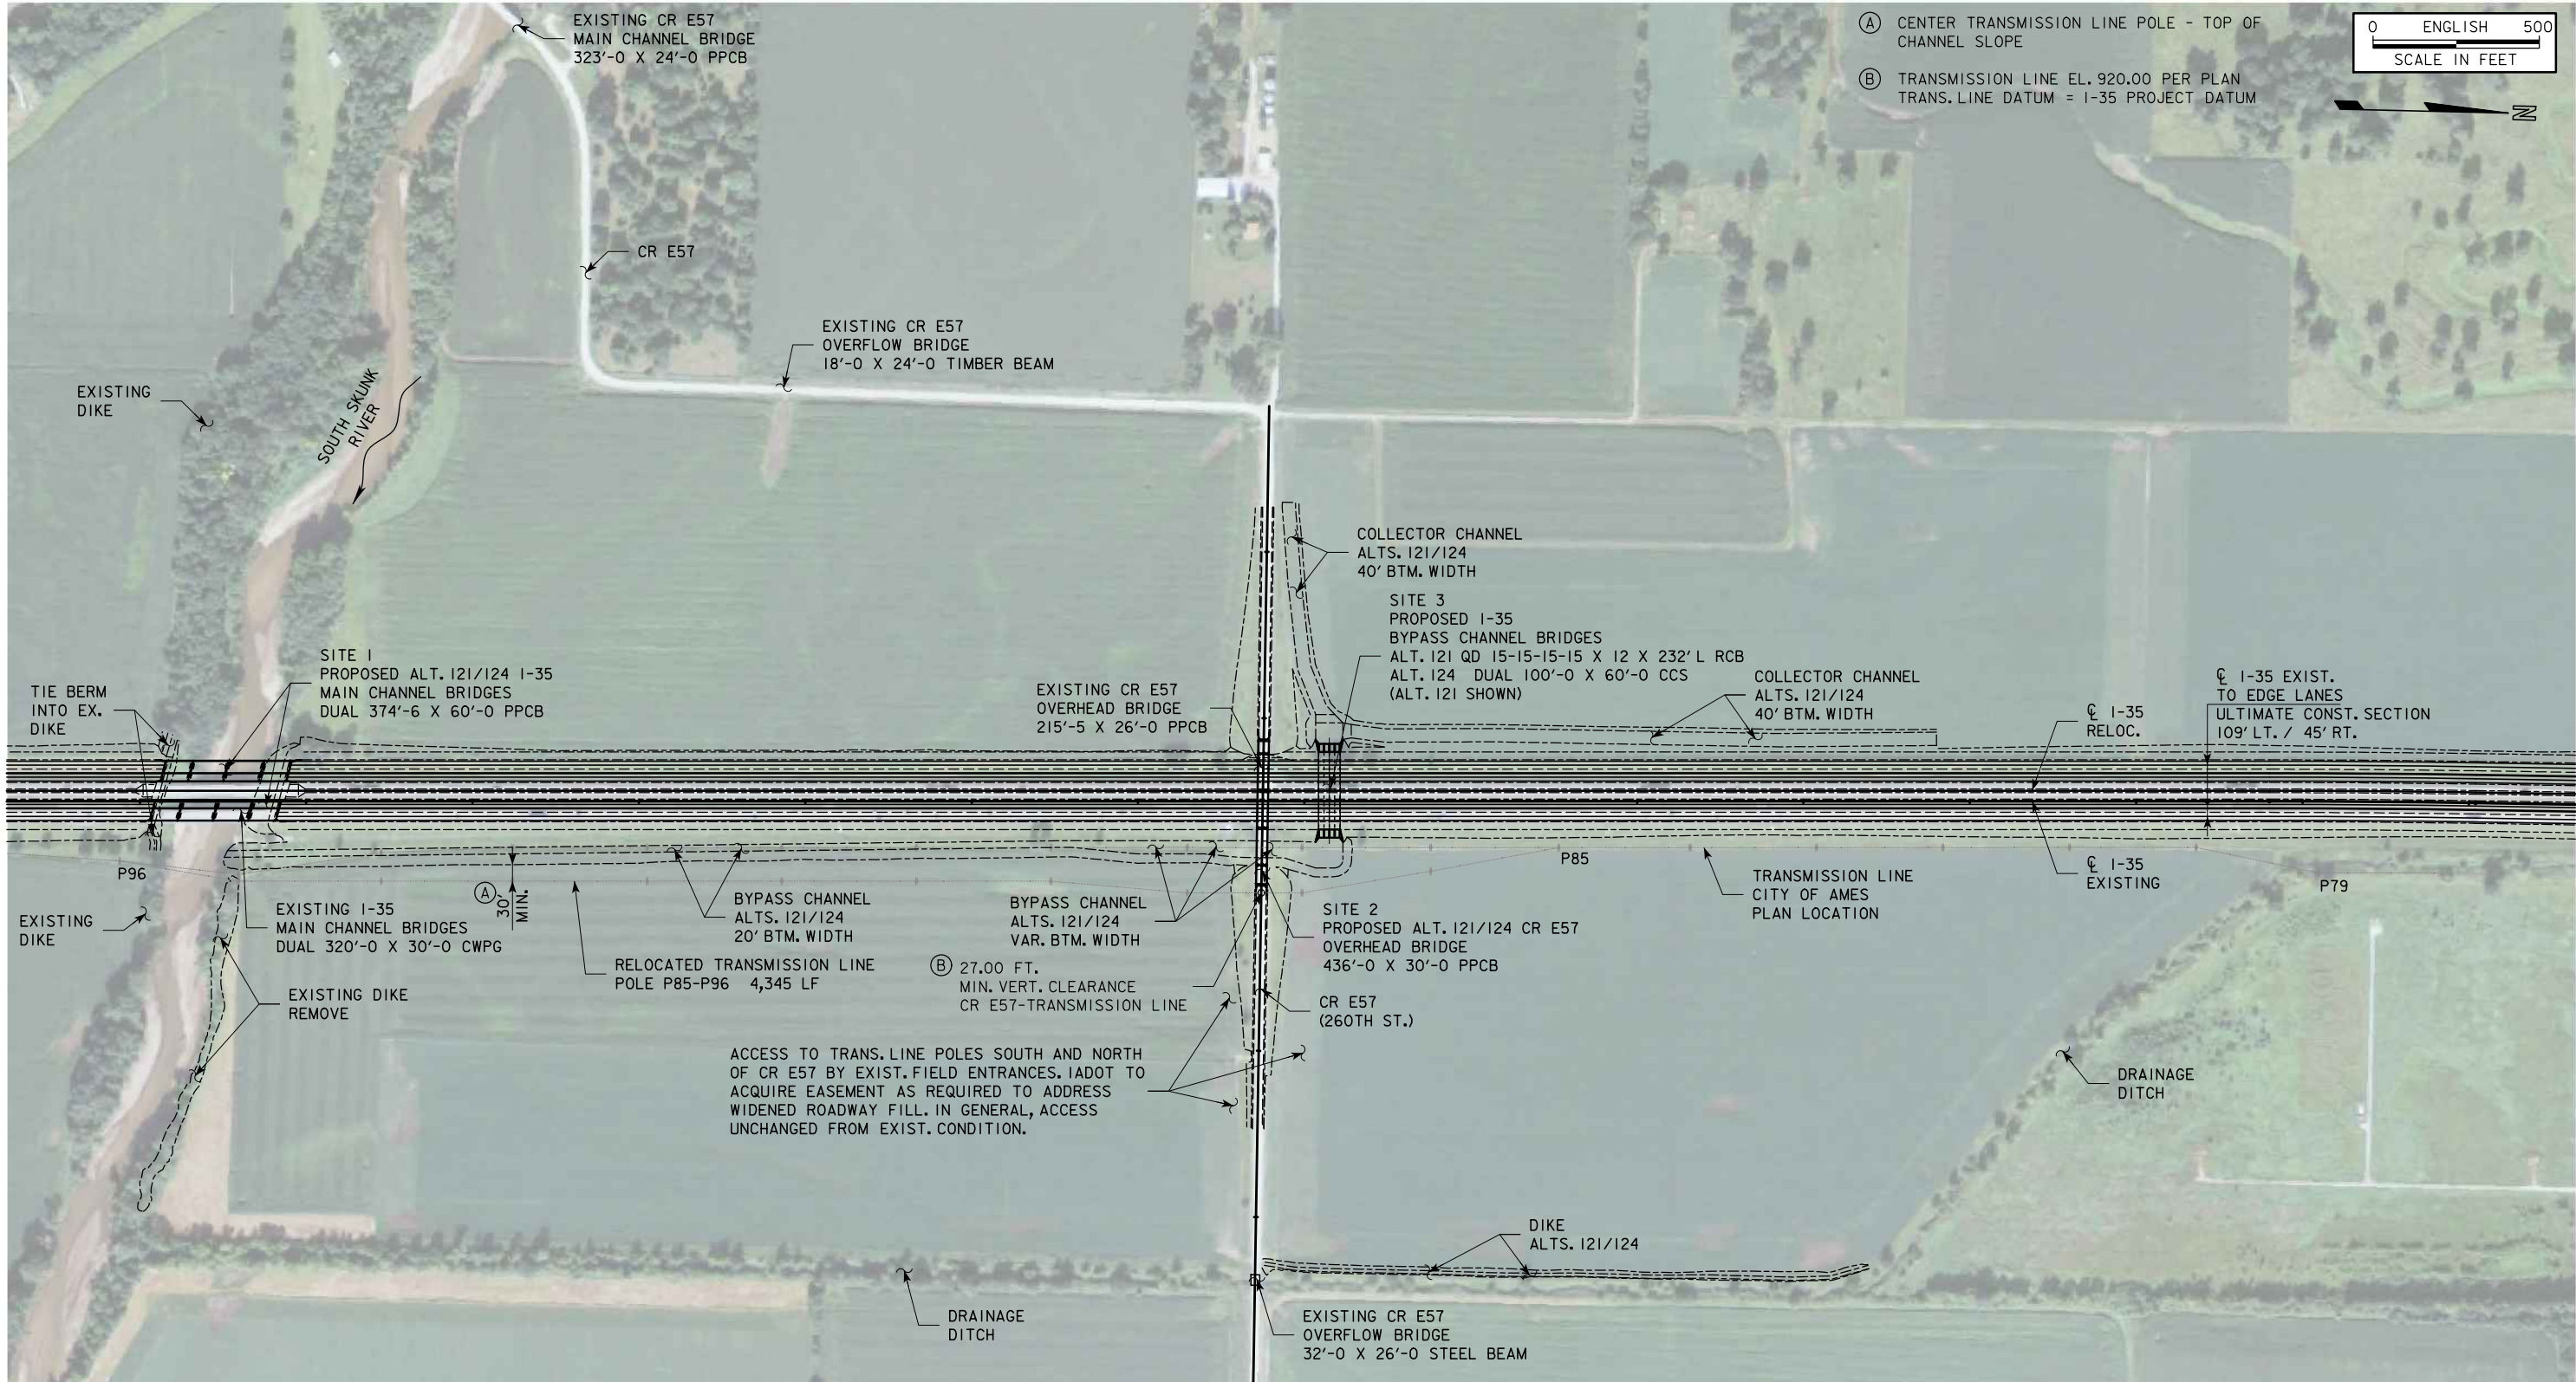 EXISTING CR E57
MAIN CHANNEL BRIDGE
323'-0 X 24'-0 PPCB
Ⓐ CENTER TRANSMISSION LINE POLE - TOP OF
CHANNEL SLOPE
Ⓑ TRANSMISSION LINE EL. 920.00 PER PLAN
TRANS. LINE DATUM = I-35 PROJECT DATUM
0 ENGLISH 500
SCALE IN FEET
N
CR E57
EXISTING CR E57
OVERFLOW BRIDGE
18'-0 X 24'-0 TIMBER BEAM
EXISTING
DIKE
SOUTH SKUNK
RIVER
COLLECTOR CHANNEL
ALTS. 121/124
40' BTM. WIDTH
SITE 3
PROPOSED I-35
BYPASS CHANNEL BRIDGES
ALT. 121 QD 15-15-15-15 X 12 X 232' L RCB
ALT. 124 DUAL 100'-0 X 60'-0 CCS
(ALT. 121 SHOWN)
SITE 1
PROPOSED ALT. 121/124 I-35
MAIN CHANNEL BRIDGES
DUAL 374'-6 X 60'-0 PPCB
TIE BERM
INTO EX.
DIKE
EXISTING CR E57
OVERHEAD BRIDGE
215'-5 X 26'-0 PPCB
COLLECTOR CHANNEL
ALTS. 121/124
40' BTM. WIDTH
℄ I-35
RELOC.
℄ I-35 EXIST.
TO EDGE LANES
ULTIMATE CONST. SECTION
109' LT. / 45' RT.
P96
P85
P79
Ⓐ 30'
MIN.
EXISTING
DIKE
EXISTING I-35
MAIN CHANNEL BRIDGES
DUAL 320'-0 X 30'-0 CWPG
BYPASS CHANNEL
ALTS. 121/124
20' BTM. WIDTH
BYPASS CHANNEL
ALTS. 121/124
VAR. BTM. WIDTH
SITE 2
PROPOSED ALT. 121/124 CR E57
OVERHEAD BRIDGE
436'-0 X 30'-0 PPCB
TRANSMISSION LINE
CITY OF AMES
PLAN LOCATION
℄ I-35
EXISTING
RELOCATED TRANSMISSION LINE
POLE P85-P96 4,345 LF
Ⓑ 27.00 FT.
MIN. VERT. CLEARANCE
CR E57-TRANSMISSION LINE
EXISTING DIKE
REMOVE
CR E57
(260TH ST.)
ACCESS TO TRANS. LINE POLES SOUTH AND NORTH
OF CR E57 BY EXIST. FIELD ENTRANCES. IADOT TO
ACQUIRE EASEMENT AS REQUIRED TO ADDRESS
WIDENED ROADWAY FILL. IN GENERAL, ACCESS
UNCHANGED FROM EXIST. CONDITION.
DRAINAGE
DITCH
DIKE
ALTS. 121/124
DRAINAGE
DITCH
EXISTING CR E57
OVERFLOW BRIDGE
32'-0 X 26'-0 STEEL BEAM